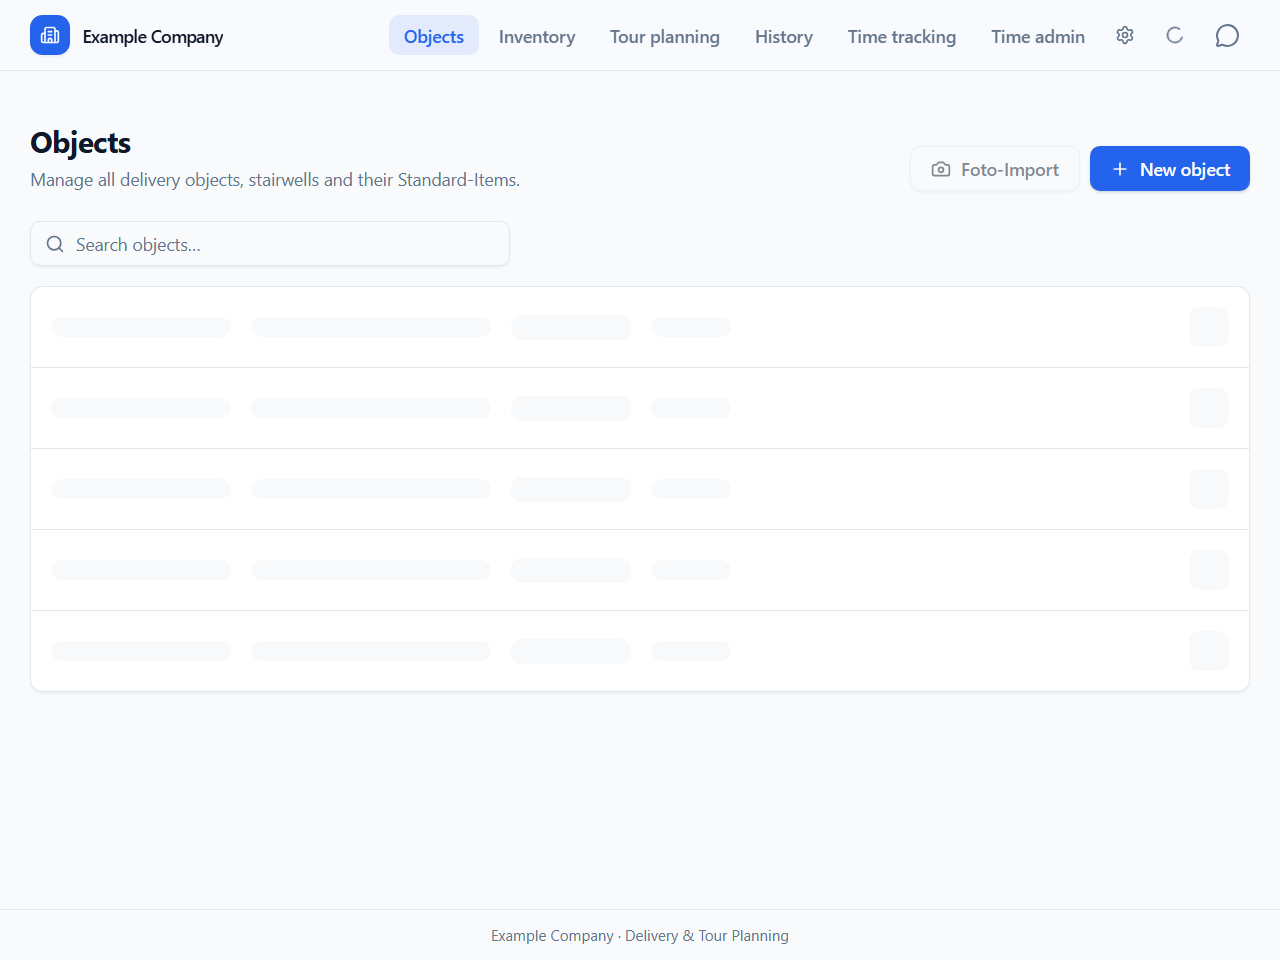 Example Company
Objects
Inventory
Tour planning
History
Time tracking
Time admin
Objects
Manage all delivery objects, stairwells and their Standard-Items.
Foto-Import
New object
Search objects...
Example Company · Delivery & Tour Planning